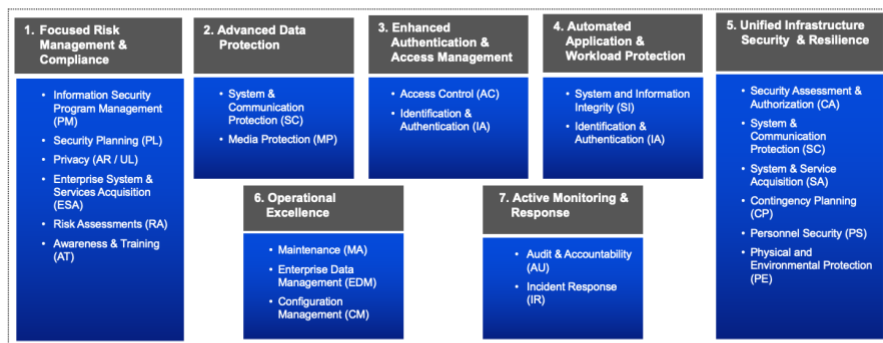 1. Focused Risk
Management &
Compliance
• Information Security
Program Management
(PM)
• Security Planning (PL)
• Privacy (AR / UL)
• Enterprise System &
Services Acquisition
(ESA)
• Risk Assessments (RA)
• Awareness & Training
(AT)
2. Advanced Data
Protection
• System &
Communication
Protection (SC)
• Media Protection (MP)
3. Enhanced
Authentication &
Access Management
• Access Control (AC)
• Identification &
Authentication (IA)
4. Automated
Application &
Workload Protection
• System and Information
Integrity (SI)
• Identification &
Authentication (IA)
5. Unified Infrastructure
Security & Resilience
• Security Assessment &
Authorization (CA)
• System &
Communication
Protection (SC)
• System & Service
Acquisition (SA)
• Contingency Planning
(CP)
• Personnel Security (PS)
• Physical and
Environmental Protection
(PE)
6. Operational
Excellence
• Maintenance (MA)
• Enterprise Data
Management (EDM)
• Configuration
Management (CM)
7. Active Monitoring &
Response
• Audit & Accountability
(AU)
• Incident Response
(IR)